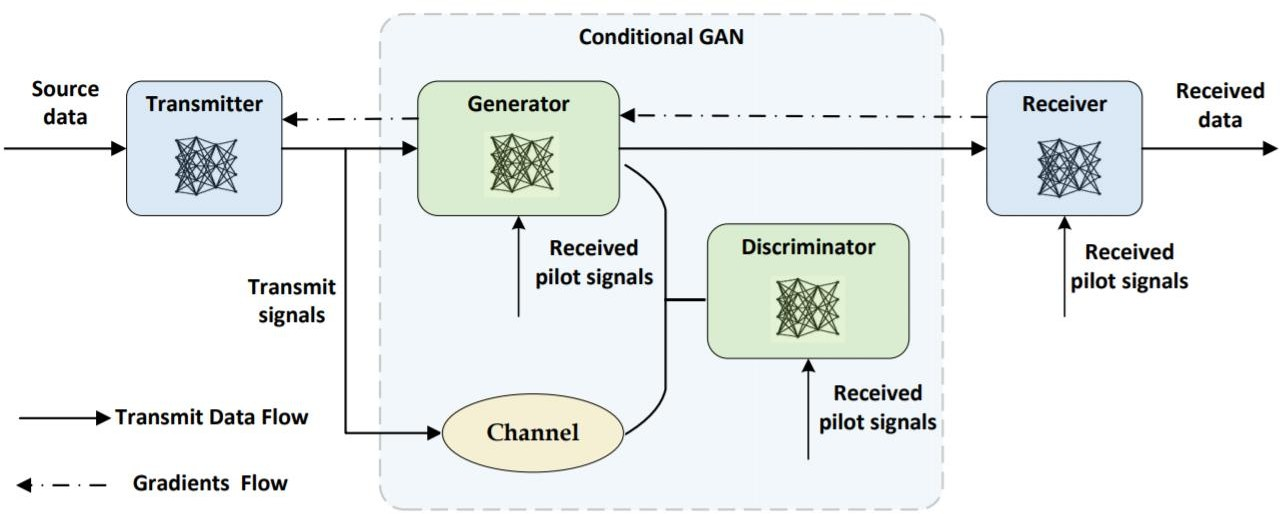 Conditional GAN
Source
data
Transmitter
Generator
Receiver
Received
data
Received
pilot signals
Discriminator
Received
pilot signals
Transmit
signals
Received
pilot signals
Channel
Transmit Data Flow
Gradients Flow